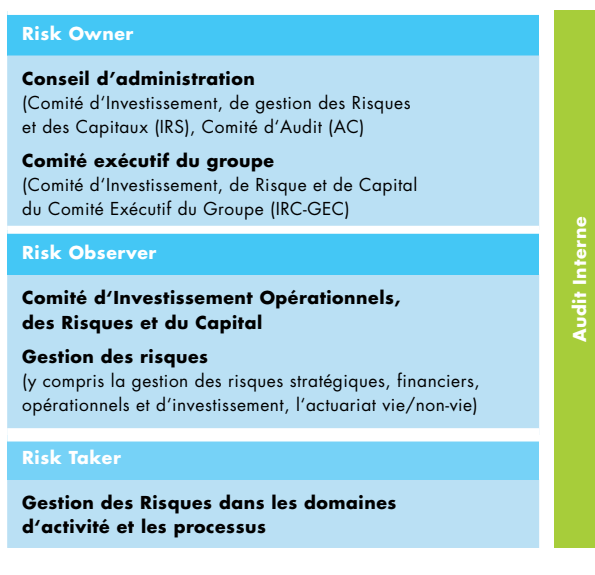 Risk Owner
Conseil d'administration
(Comité d'Investissement, de gestion des Risques
et des Capitaux (IRS), Comité d'Audit (AC)
Comité exécutif du groupe
(Comité d'Investissement, de Risque et de Capital
du Comité Exécutif du Groupe (IRC-GEC)
Risk Observer
Comité d'Investissement Opérationnels,
des Risques et du Capital
Gestion des risques
(y compris la gestion des risques stratégiques, financiers,
opérationnels et d'investissement, l'actuariat vie/non-vie)
Risk Taker
Gestion des Risques dans les domaines
d'activité et les processus
Audit Interne